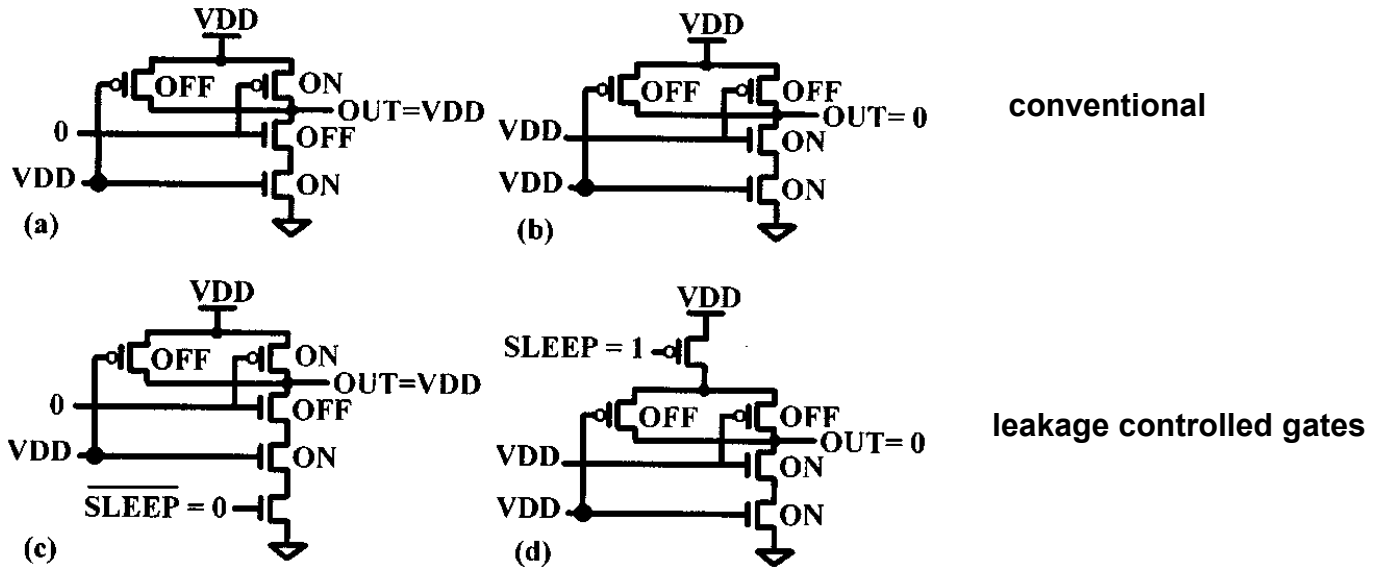 VDD
OFF
ON
0
OUT=VDD
OFF
VDD
ON
(a)
VDD
OFF
OFF
VDD
OUT= 0
ON
VDD
ON
(b)
conventional
VDD
OFF
ON
0
OUT=VDD
OFF
VDD
ON
SLEEP = 0
(c)
VDD
SLEEP = 1
OFF
OFF
OUT= 0
VDD
ON
VDD
ON
(d)
leakage controlled gates